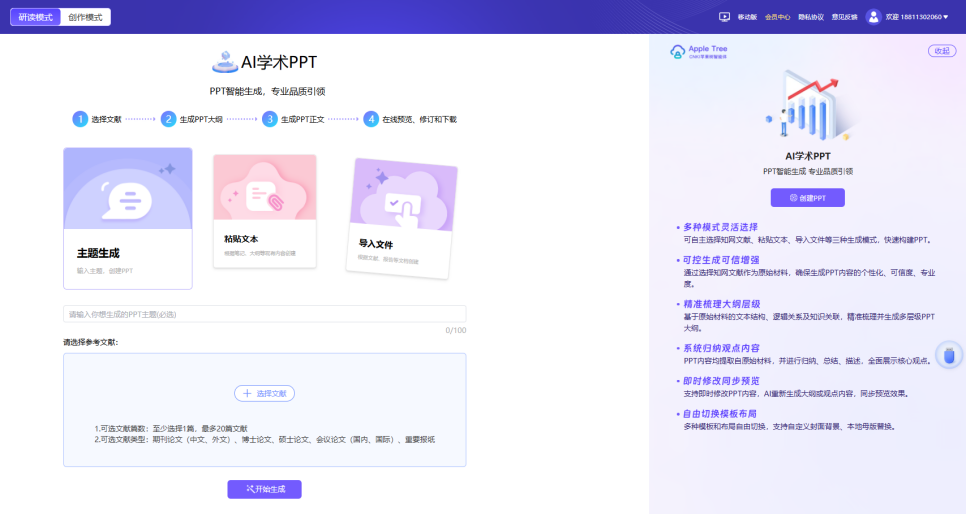 研读模式 创作模式
移动版 会员中心 隐私协议 意见反馈 欢迎 18811302060
AI学术PPT
PPT智能生成，专业品质引领
1 选择文献 2 生成PPT大纲 3 生成PPT正文 4 在线预览、修订和下载
主题生成
输入主题，创建PPT
粘贴文本
导入文件
请输入你想生成的PPT主题(必选)
0/100
请选择参考文献：
选择文献
1.可选文献篇数：至少选择1篇，最多20篇文献
2.可选文献类型：期刊论文（中文、外文）、博士论文、硕士论文、会议论文（国内、国际）、重要报纸
开始生成
Apple Tree
收起
AI学术PPT
PPT智能生成 专业品质引领
创建PPT
• 多种模式灵活选择
可自主选择知网文献、粘贴文本、导入文件等三种生成模式，快速构建PPT。
• 可控生成可信增强
通过选择知网文献作为原始材料，确保生成PPT内容的个性化、可信度、专业
度。
• 精准梳理大纲层级
基于原始材料的文本结构、逻辑关系及知识关联，精准梳理并生成多层级PPT
大纲。
• 系统归纳观点内容
PPT内容均提取自原始材料，并进行归纳、总结、描述，全面展示核心观点。
• 即时修改同步预览
支持即时修改PPT内容，AI重新生成大纲或观点内容，同步预览效果。
• 自由切换模板布局
多种模板和布局自由切换，支持自定义封面背景、本地母版替换。